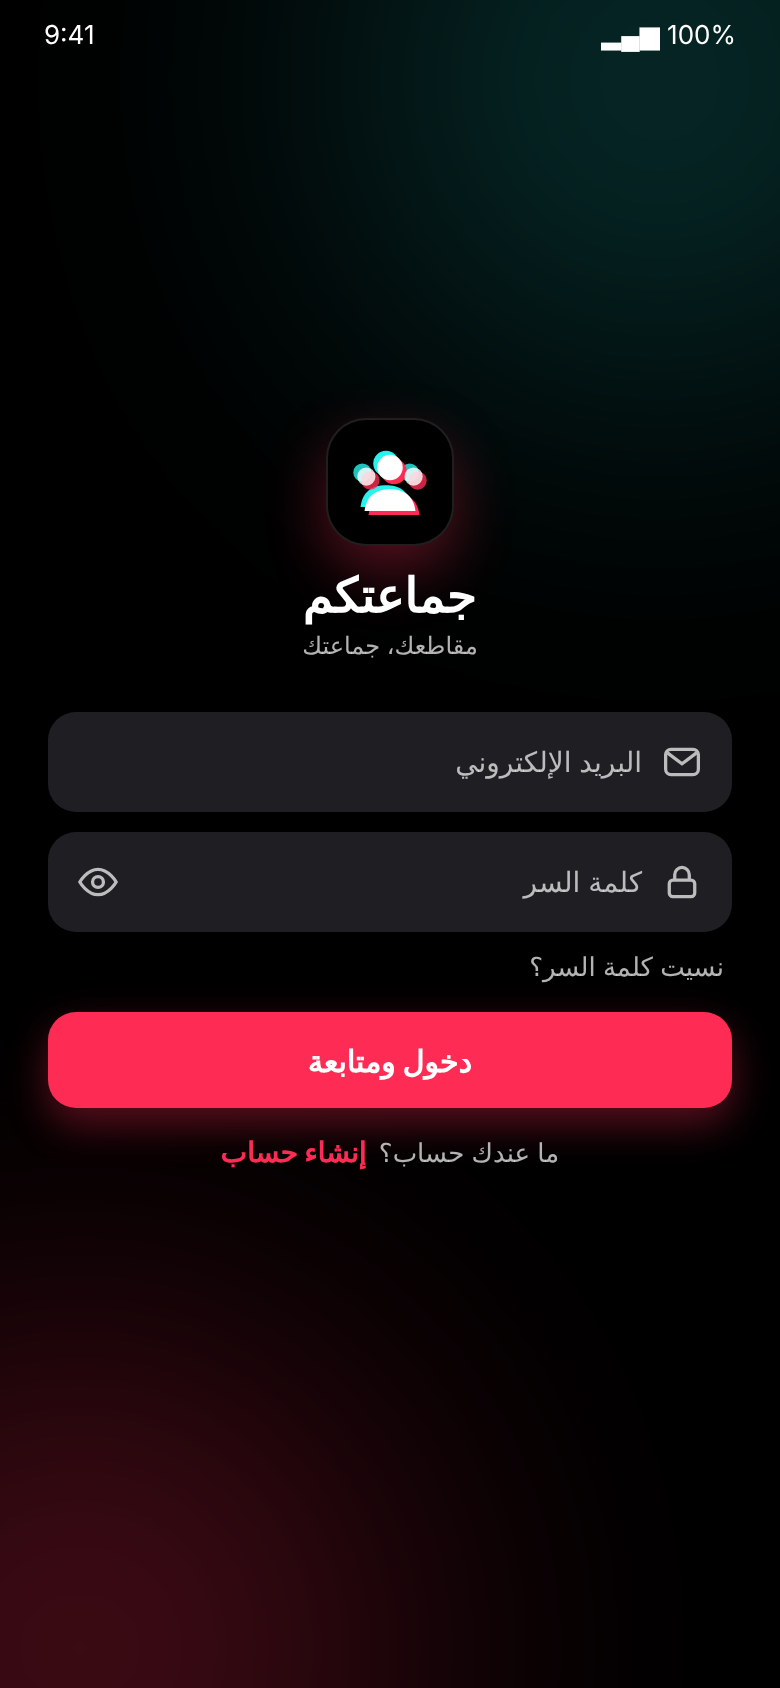 9:41
100%
جماعتكم
مقاطعك، جماعتك
البريد الإلكتروني
كلمة السر
نسيت كلمة السر؟
دخول ومتابعة
ما عندك حساب؟ إنشاء حساب